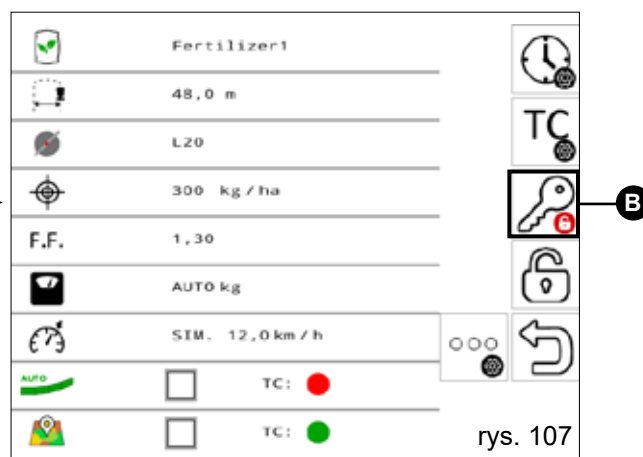 Fertilizer1
48,0 m
TC
L20
300 kg/ha
B
F.F.
1,30
AUTO kg
SIM. 12,0km/h
AUTO
TC:
TC:
rys. 107